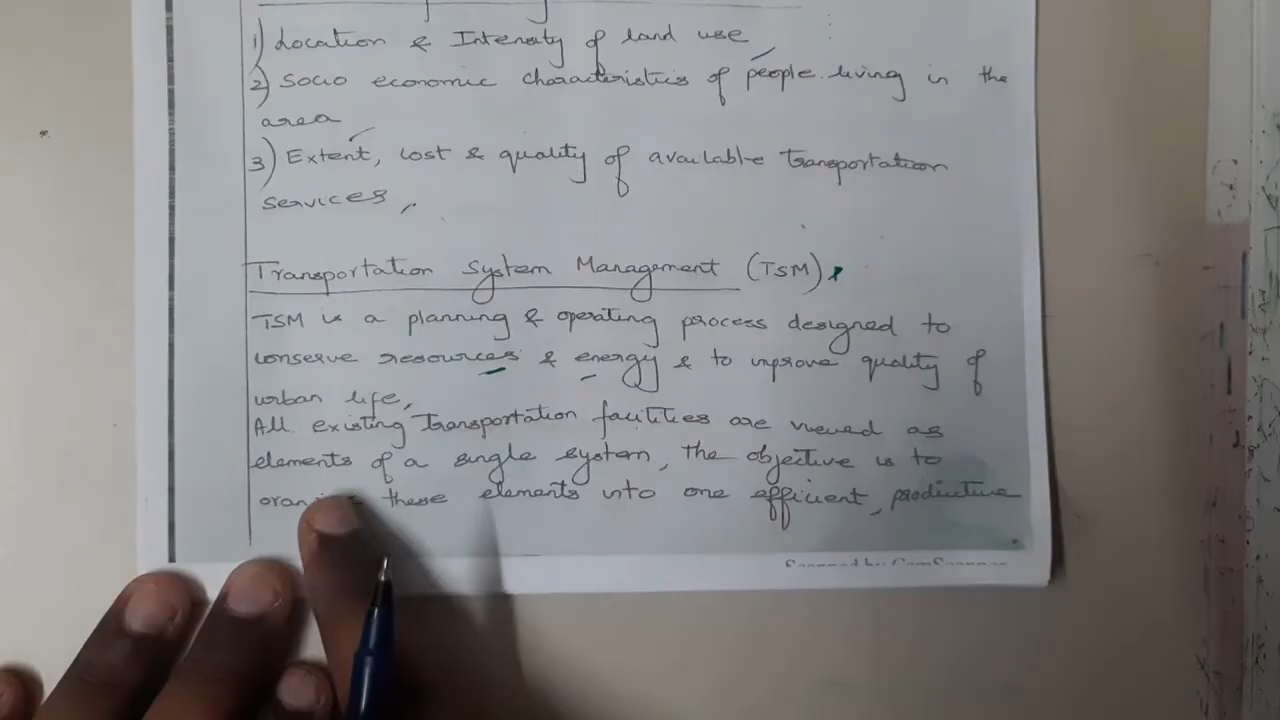 1) Location & Intensity of land use
2) Socio economic characteristics of people living in the
area
3) Extent, cost & quality of available transportation
services.
Transportation System Management (TSM)
TSM is a planning & operating process designed to
conserve resources & energy & to improve quality of
urban life,
All existing transportation facilities are viewed as
elements of a single system, the objective is to
these elements into one efficient, productive